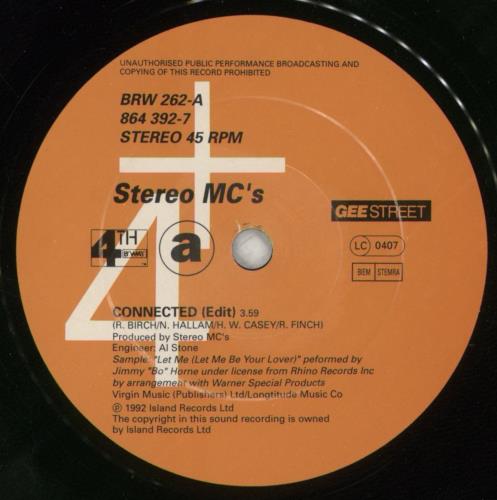 UNAUTHORISED PUBLIC PERFORMANCE BROADCASTING AND
COPYING OF THIS RECORD PROHIBITED
BRW 262-A
864 392-7
STEREO 45 RPM
Stereo MC's
GEE STREET
4TH
B'WAY
a
LC 0407
BIEM STEMRA
CONNECTED (Edit) 3.59
(R. BIRCH/N. HALLAM/H. W. CASEY/R. FINCH)
Produced by Stereo MC's
Engineer: Al Stone
Sample: "Let Me (Let Me Be Your Lover)" peformed by
Jimmy "Bo" Horne under license from Rhino Records Inc
by arrangement with Warner Special Products
Virgin Music (Publishers) Ltd/Longtitude Music Co
℗ 1992 Island Records Ltd
The copyright in this sound recording is owned
by Island Records Ltd